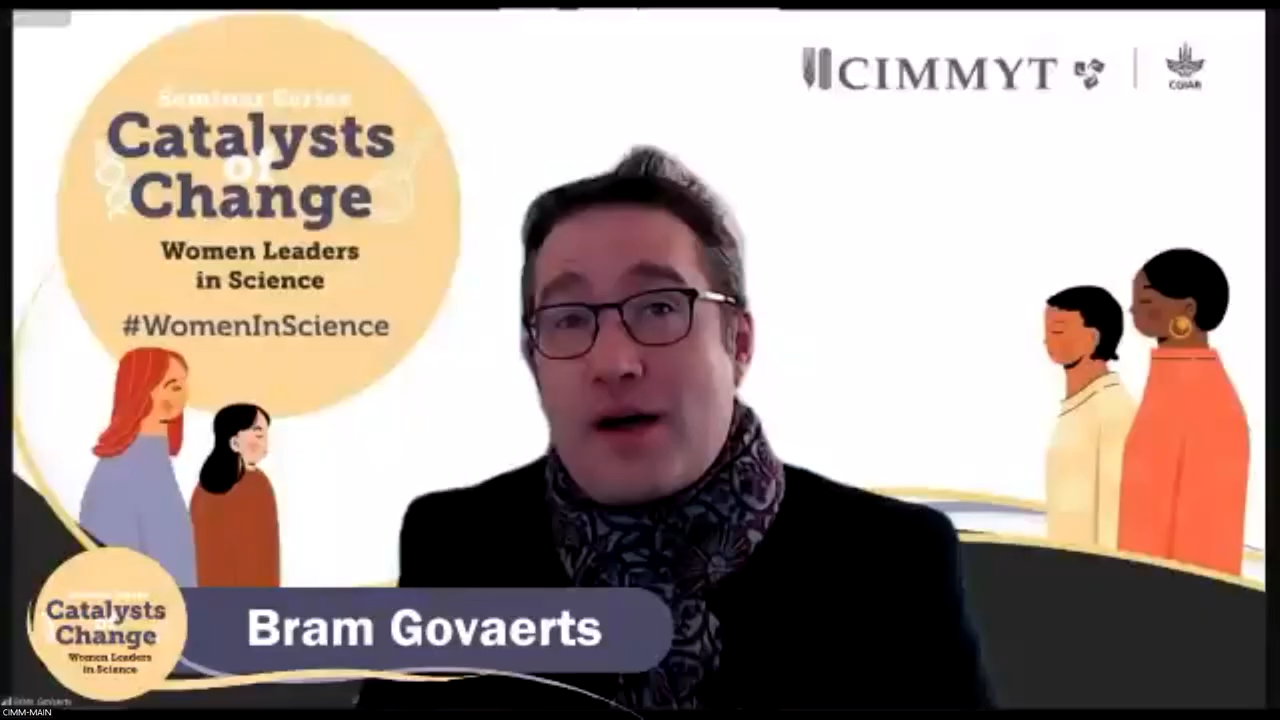 Seminar Series
Catalysts
of
Change
Women Leaders
in Science
#WomenInScience
CIMMYT
CGIAR
Catalysts
Change
Women Leaders
in Science
Bram Govaerts
CIMM-MAIN